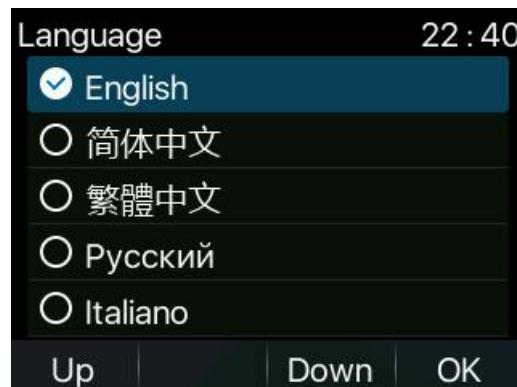 Language 22:40
English
简体中文
繁體中文
Русский
Italiano
Up Down OK